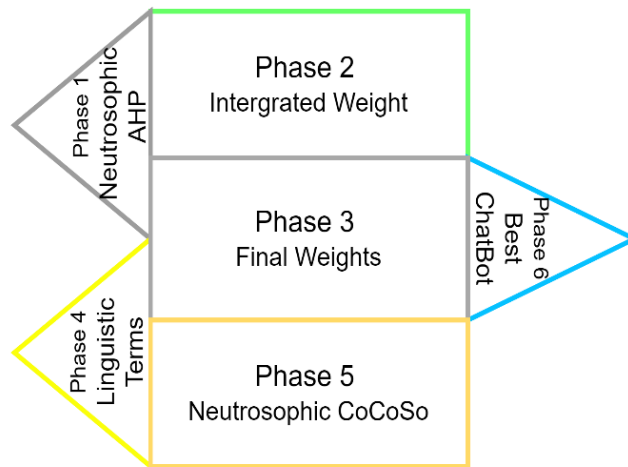 Phase 1
Neutrosophic
AHP
Phase 2
Intergrated Weight
Phase 3
Final Weights
Phase 4
Linguistic
Terms
Phase 5
Neutrosophic CoCoSo
Phase 6
Best
ChatBot